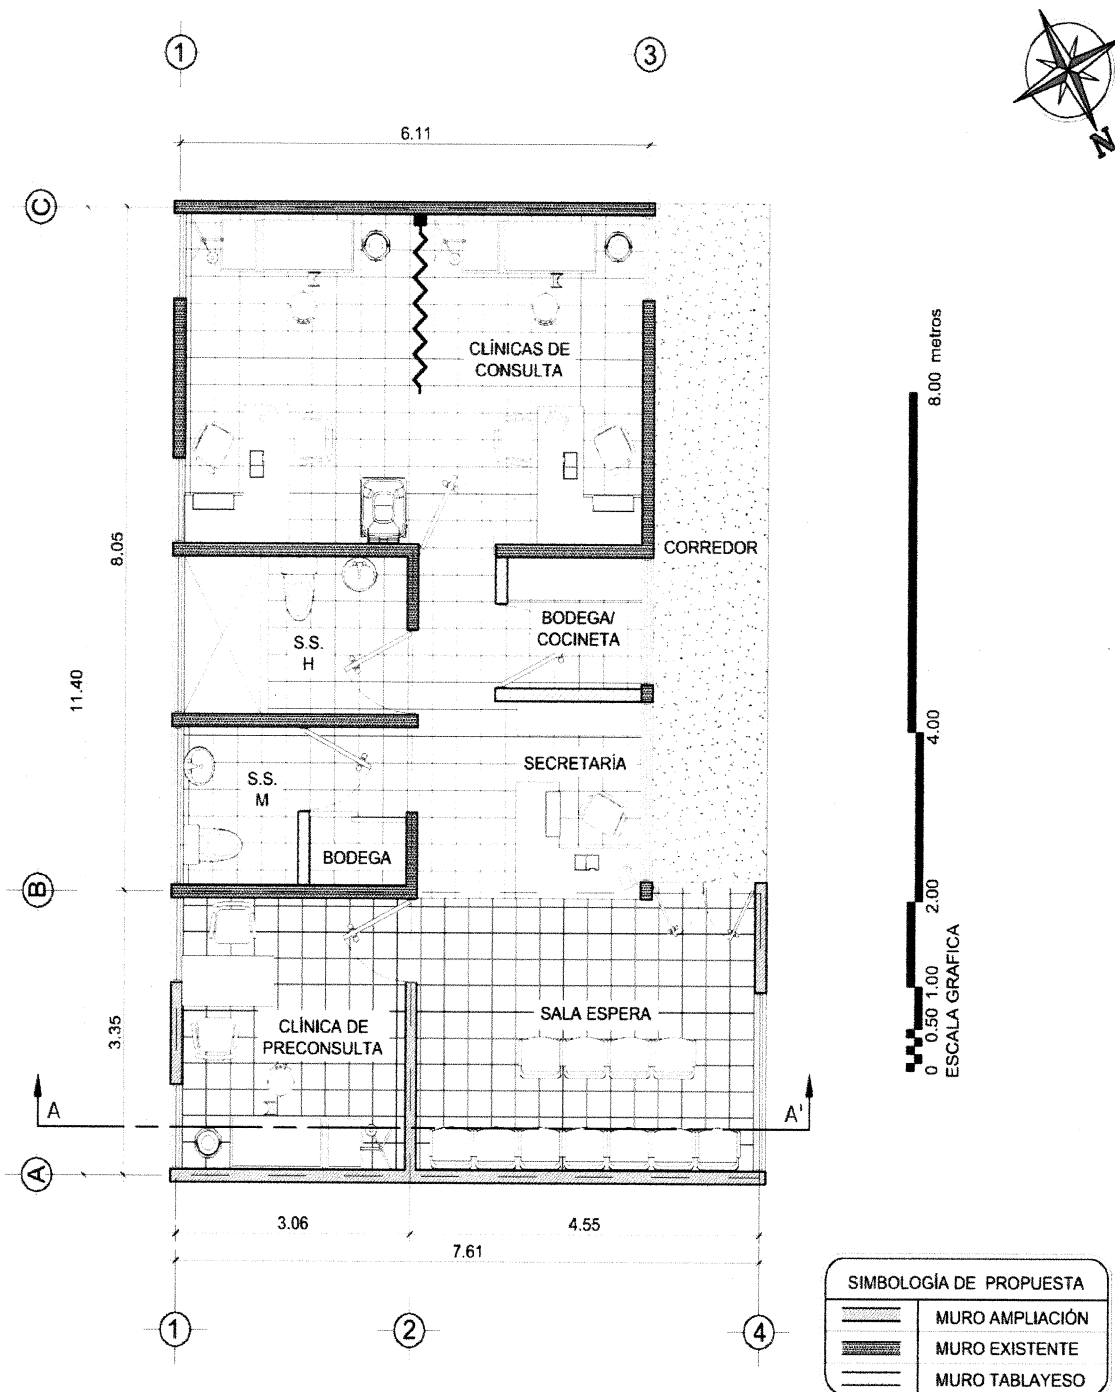 1
3
N
6.11
C
CLÍNICAS DE
CONSULTA
8.00 metros
8.05
CORREDOR
BODEGA/
COCINETA
S.S.
H
11.40
4.00
SECRETARÍA
S.S.
M
BODEGA
B
2.00
1.00
0.50
0
ESCALA GRAFICA
SALA ESPERA
CLÍNICA DE
PRECONSULTA
3.35
A
A'
A
3.06
4.55
7.61
1
2
4
SIMBOLOGÍA DE PROPUESTA
MURO AMPLIACIÓN
MURO EXISTENTE
MURO TABLAYESO